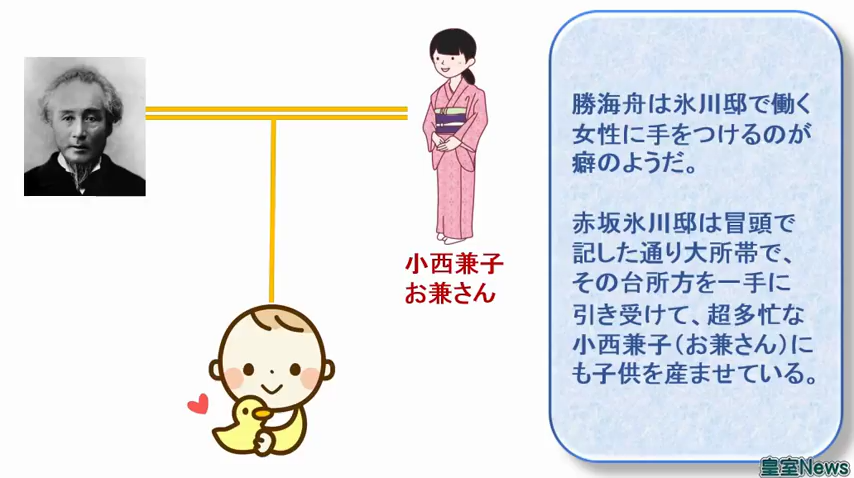 勝海舟は氷川邸で働く
女性に手をつけるのが
癖のようだ。
赤坂氷川邸は冒頭で
記した通り大所帯で、
その台所方を一手に
引き受けて、超多忙な
小西兼子（お兼さん）に
も子供を産ませている。
小西兼子
お兼さん
皇室News